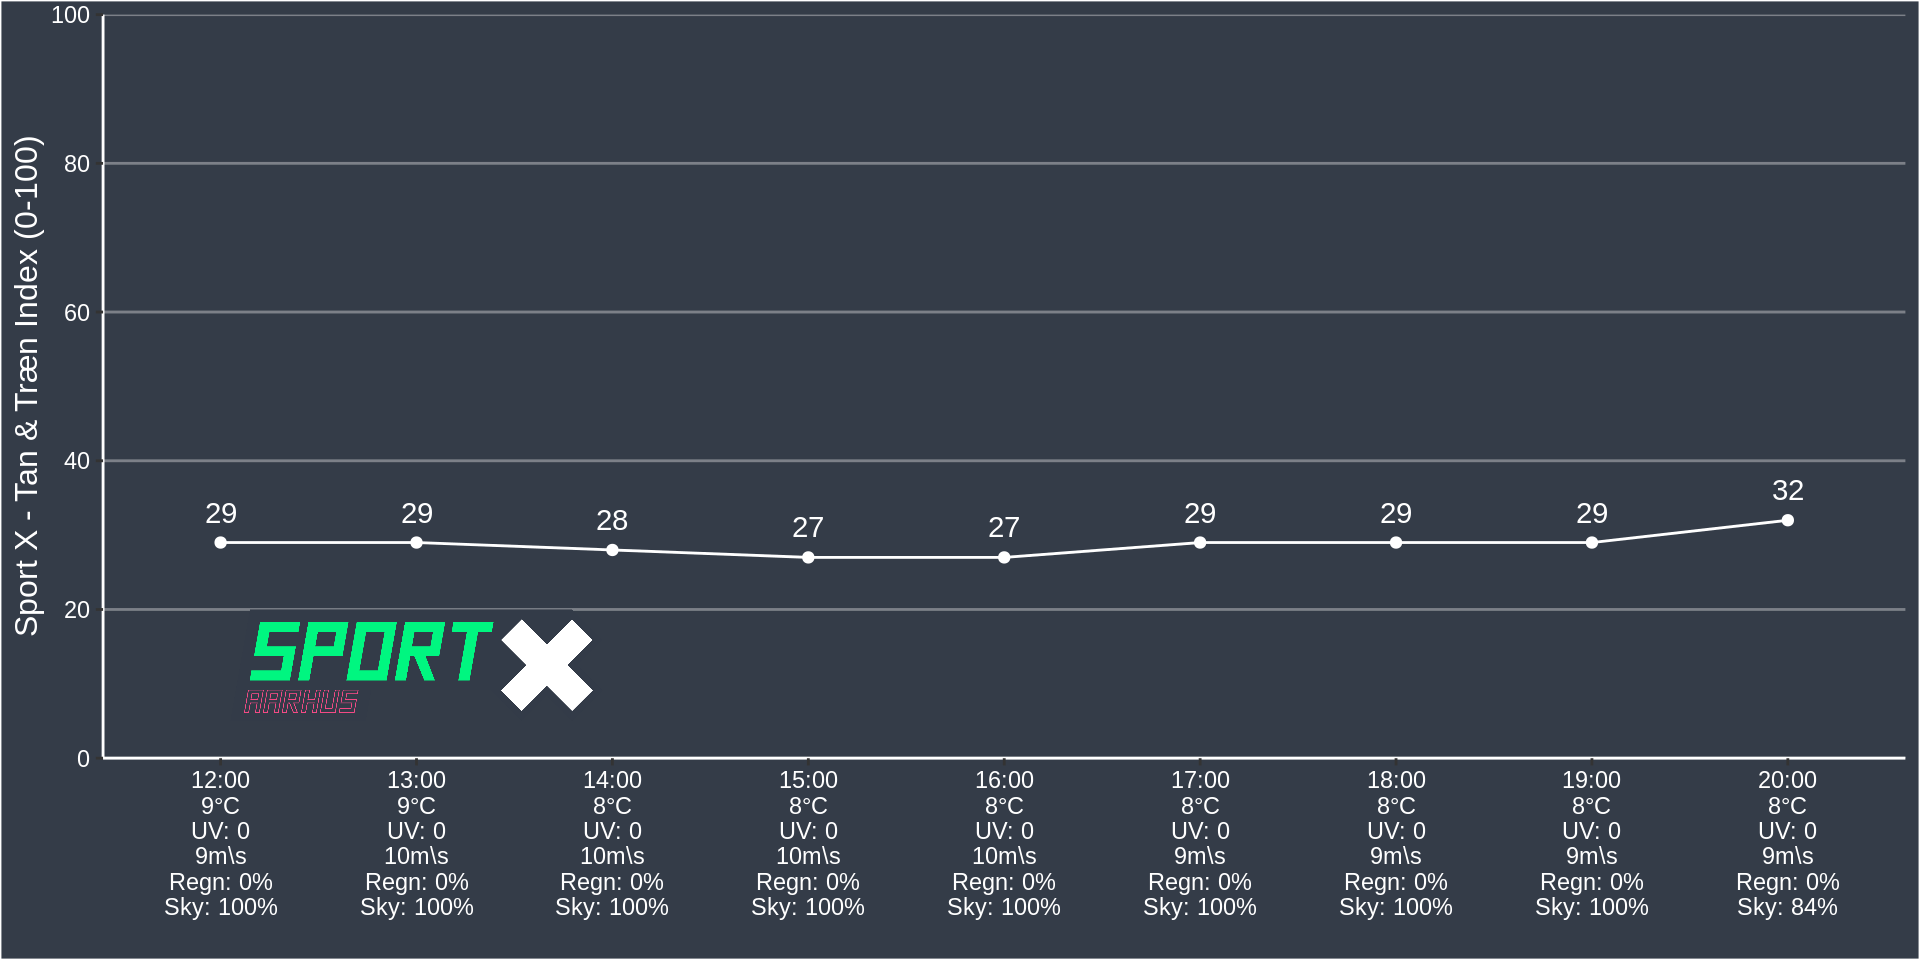 Sport X - Tan & Træn Index (0-100)
100
80
60
40
20
0
29
29
28
27
27
29
29
29
32
SPORT X
AARHUS
12:00
9°C
UV: 0
9m\s
Regn: 0%
Sky: 100%
13:00
9°C
UV: 0
10m\s
Regn: 0%
Sky: 100%
14:00
8°C
UV: 0
10m\s
Regn: 0%
Sky: 100%
15:00
8°C
UV: 0
10m\s
Regn: 0%
Sky: 100%
16:00
8°C
UV: 0
10m\s
Regn: 0%
Sky: 100%
17:00
8°C
UV: 0
9m\s
Regn: 0%
Sky: 100%
18:00
8°C
UV: 0
9m\s
Regn: 0%
Sky: 100%
19:00
8°C
UV: 0
9m\s
Regn: 0%
Sky: 100%
20:00
8°C
UV: 0
9m\s
Regn: 0%
Sky: 84%